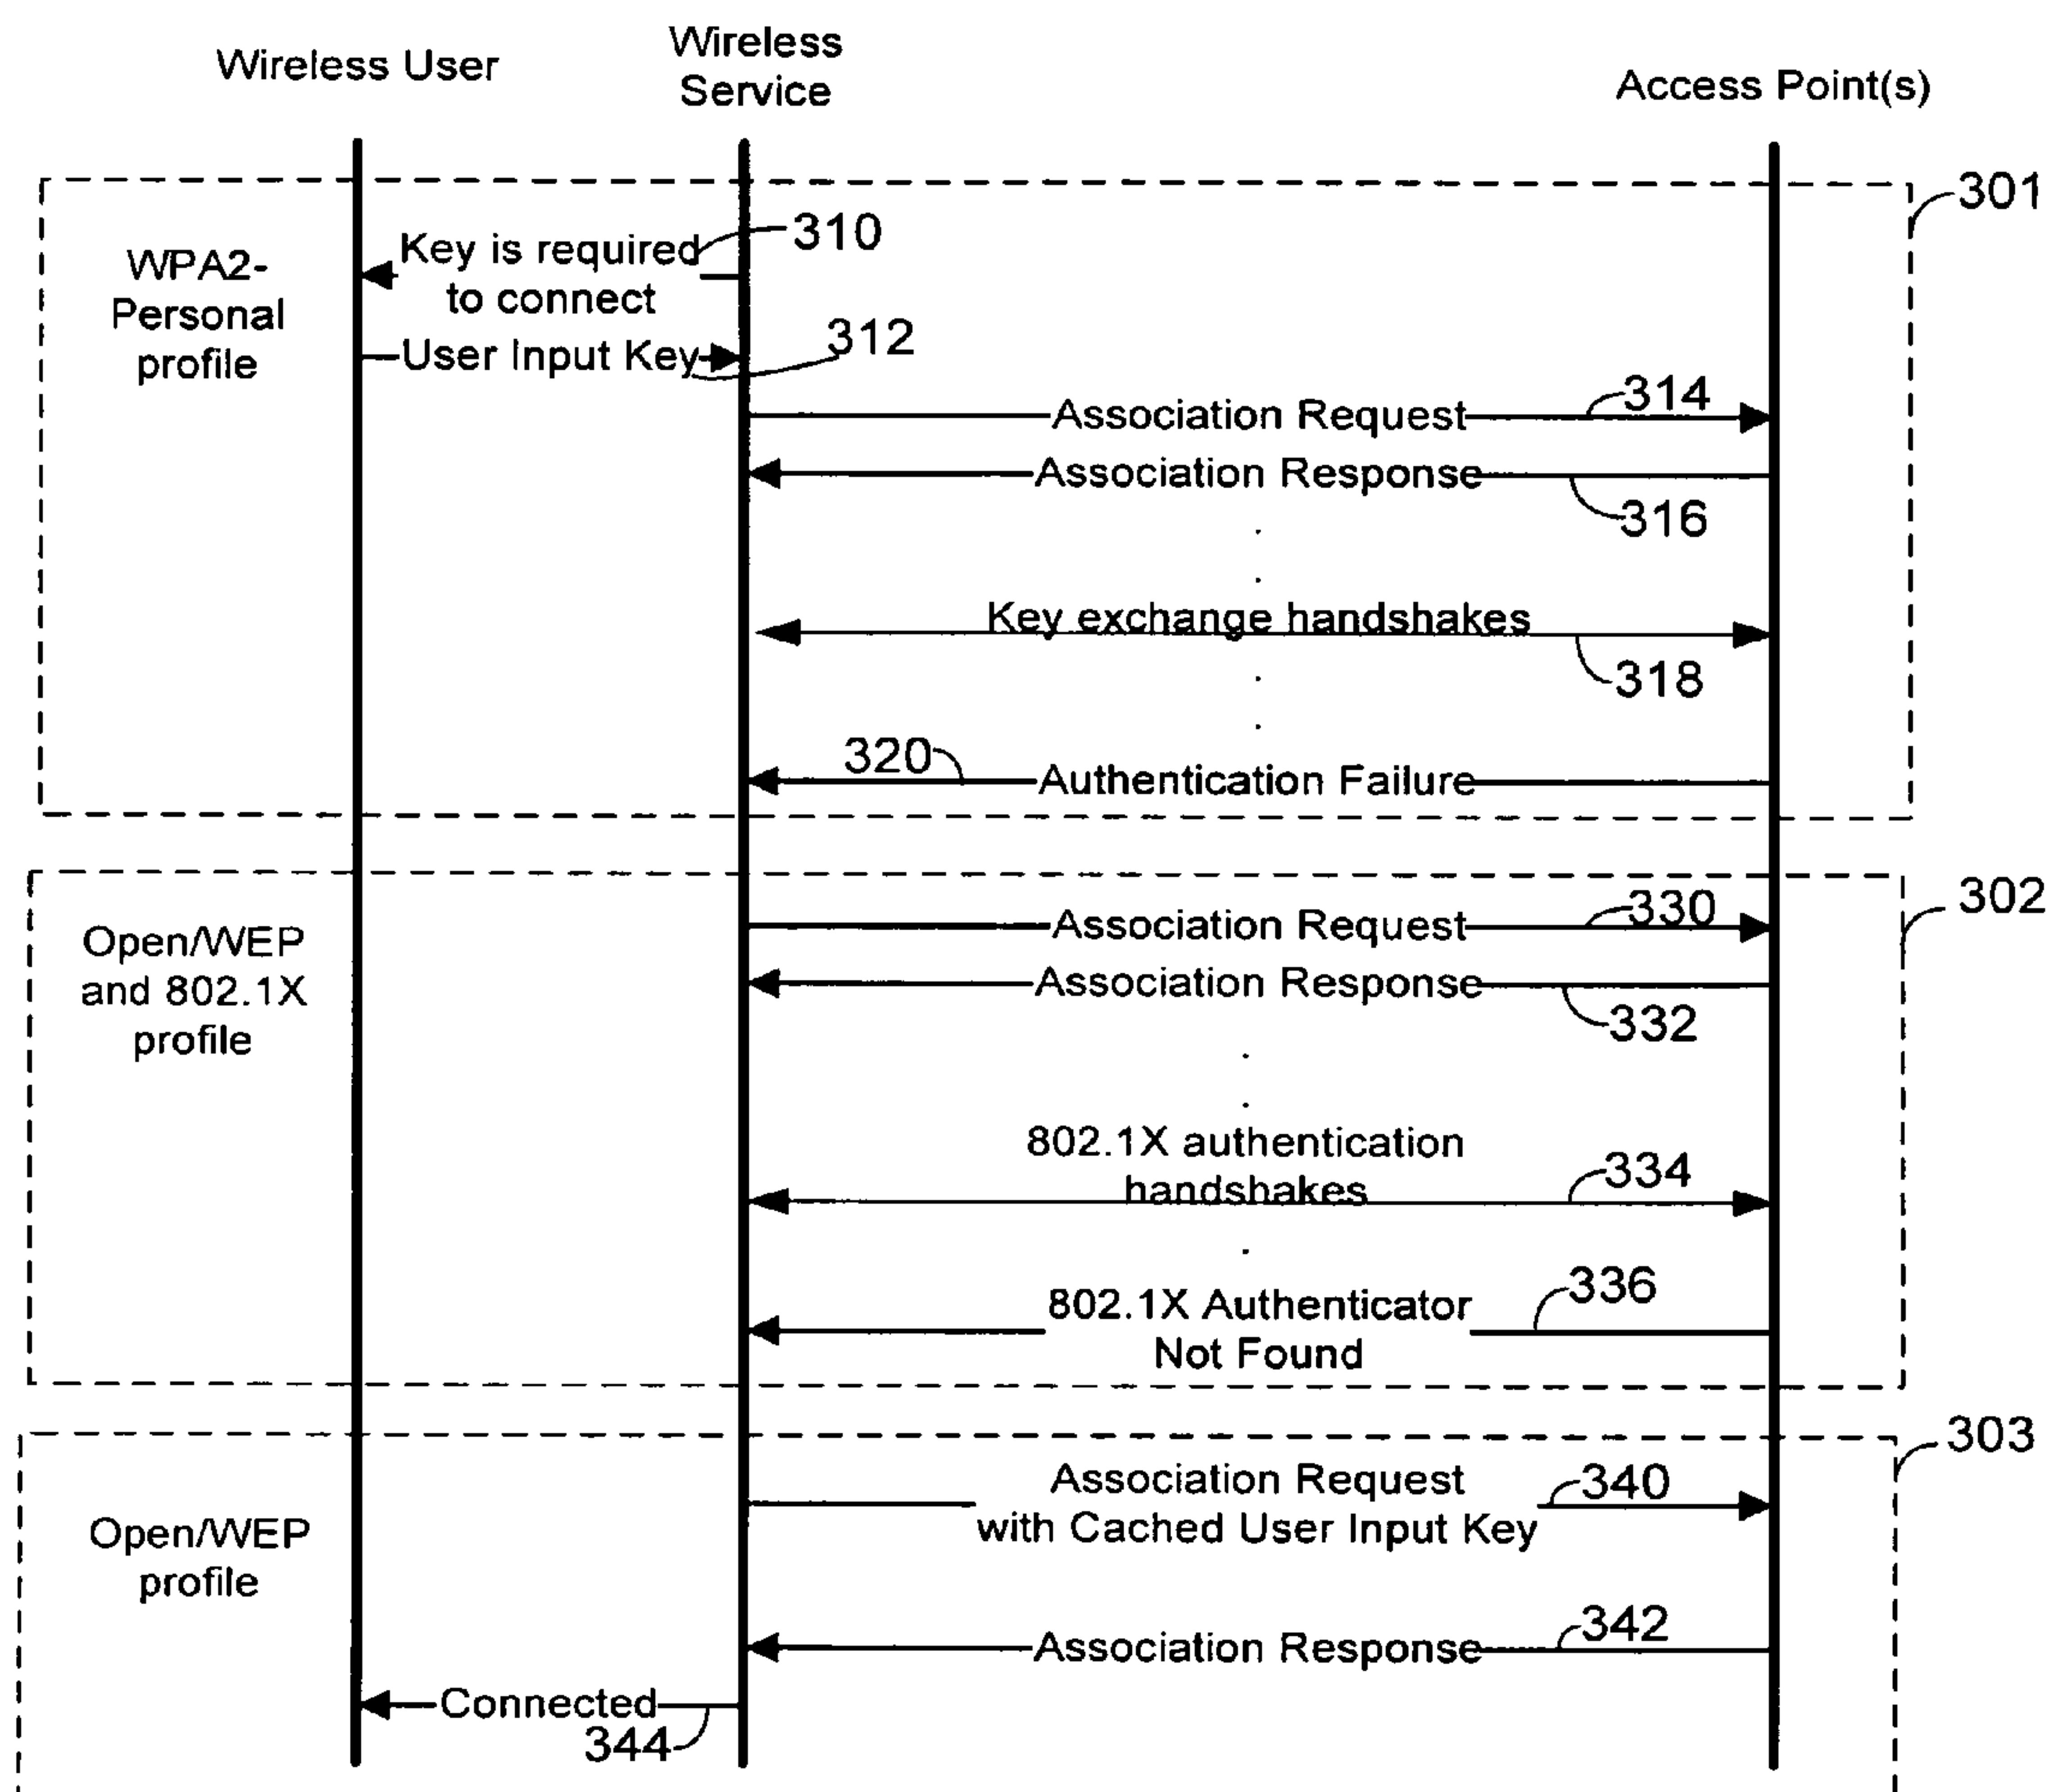 Wireless User
Wireless
Service
Access Point(s)
301
WPA2-
Personal
profile
Key is required
to connect
310
User Input Key
312
Association Request
314
Association Response
316
Key exchange handshakes
318
320
Authentication Failure
302
Open/WEP
and 802.1X
profile
Association Request
330
Association Response
332
802.1X authentication
handshakes
334
336
802.1X Authenticator
Not Found
303
Open/WEP
profile
Association Request
with Cached User Input Key
340
Association Response
342
Connected
344